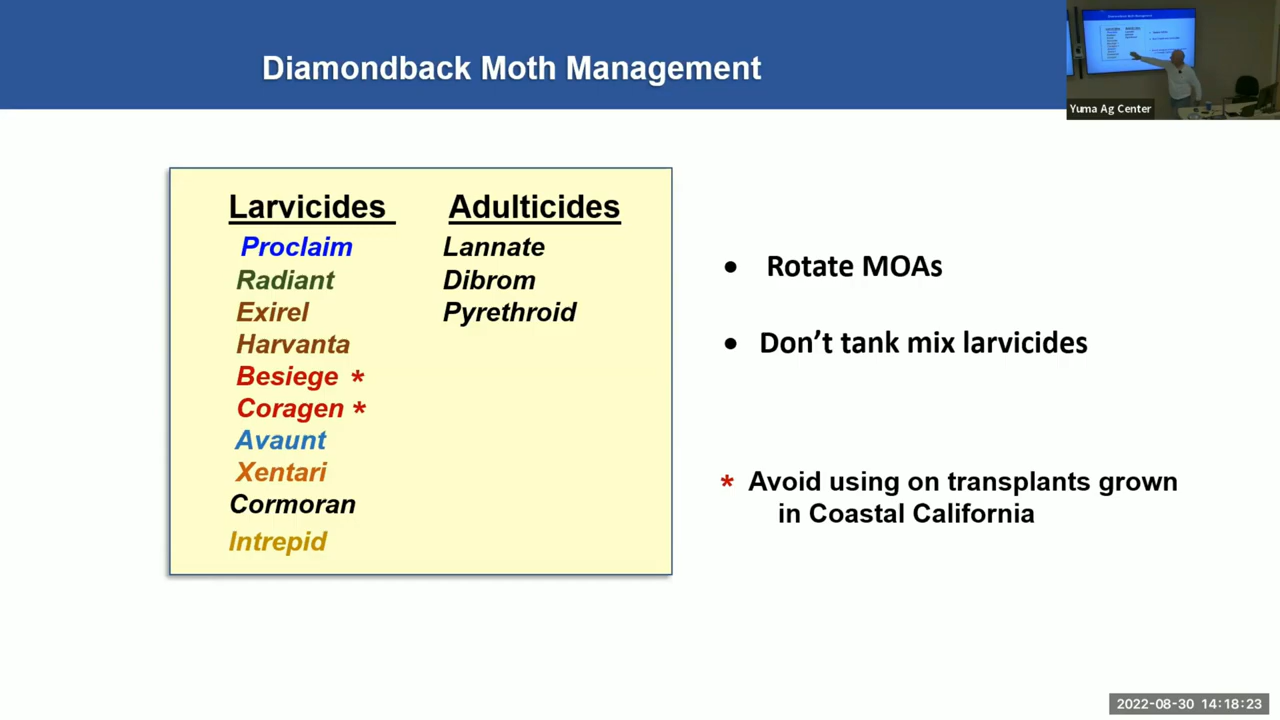 Diamondback Moth Management
Yuma Ag Center
Larvicides
Proclaim
Radiant
Exirel
Harvanta
Besiege *
Coragen *
Avaunt
Xentari
Cormoran
Intrepid
Adulticides
Lannate
Dibrom
Pyrethroid
• Rotate MOAs
• Don't tank mix larvicides
* Avoid using on transplants grown
in Coastal California
2022-08-30 14:18:23